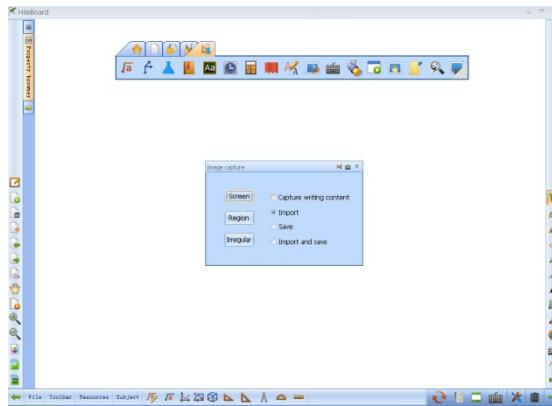 HiteBoard
Property browser
Aa
Image capture
Screen
Capture writing content
Region
Import
Save
Irregular
Import and save
File Toolbar Resources Subject